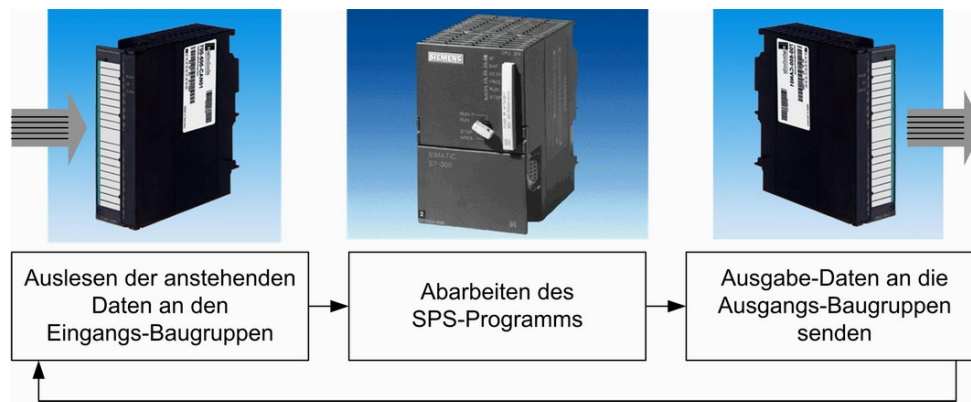 SIEMENS
SIMATIC
S7-300
Auslesen der anstehenden
Daten an den
Eingangs-Baugruppen
Abarbeiten des
SPS-Programms
Ausgabe-Daten an die
Ausgangs-Baugruppen
senden